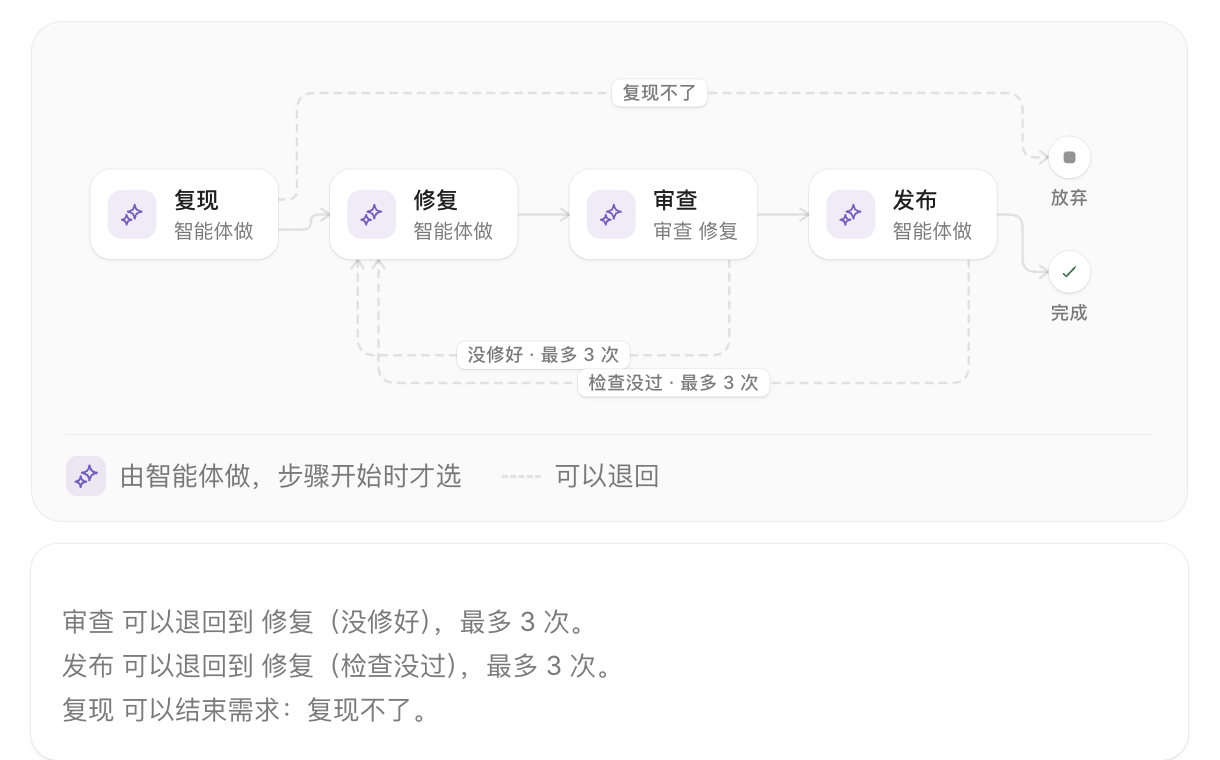 复现不了
复现
智能体做
修复
智能体做
审查
审查 修复
发布
智能体做
放弃
完成
没修好 · 最多 3 次
检查没过 · 最多 3 次
由智能体做，步骤开始时才选
可以退回
审查 可以退回到 修复（没修好），最多 3 次。
发布 可以退回到 修复（检查没过），最多 3 次。
复现 可以结束需求：复现不了。